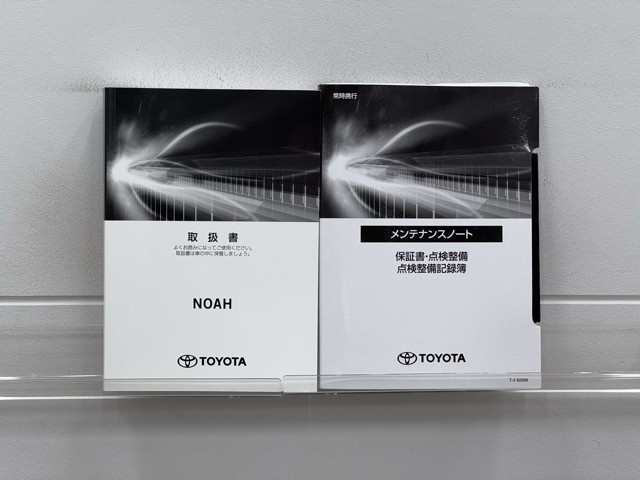 取扱書
よくお読みになってご使用ください。
取扱書は車の中に保管しましょう。
NOAH
TOYOTA
常時携行
メンテナンスノート
保証書・点検整備
点検整備記録簿
TOYOTA